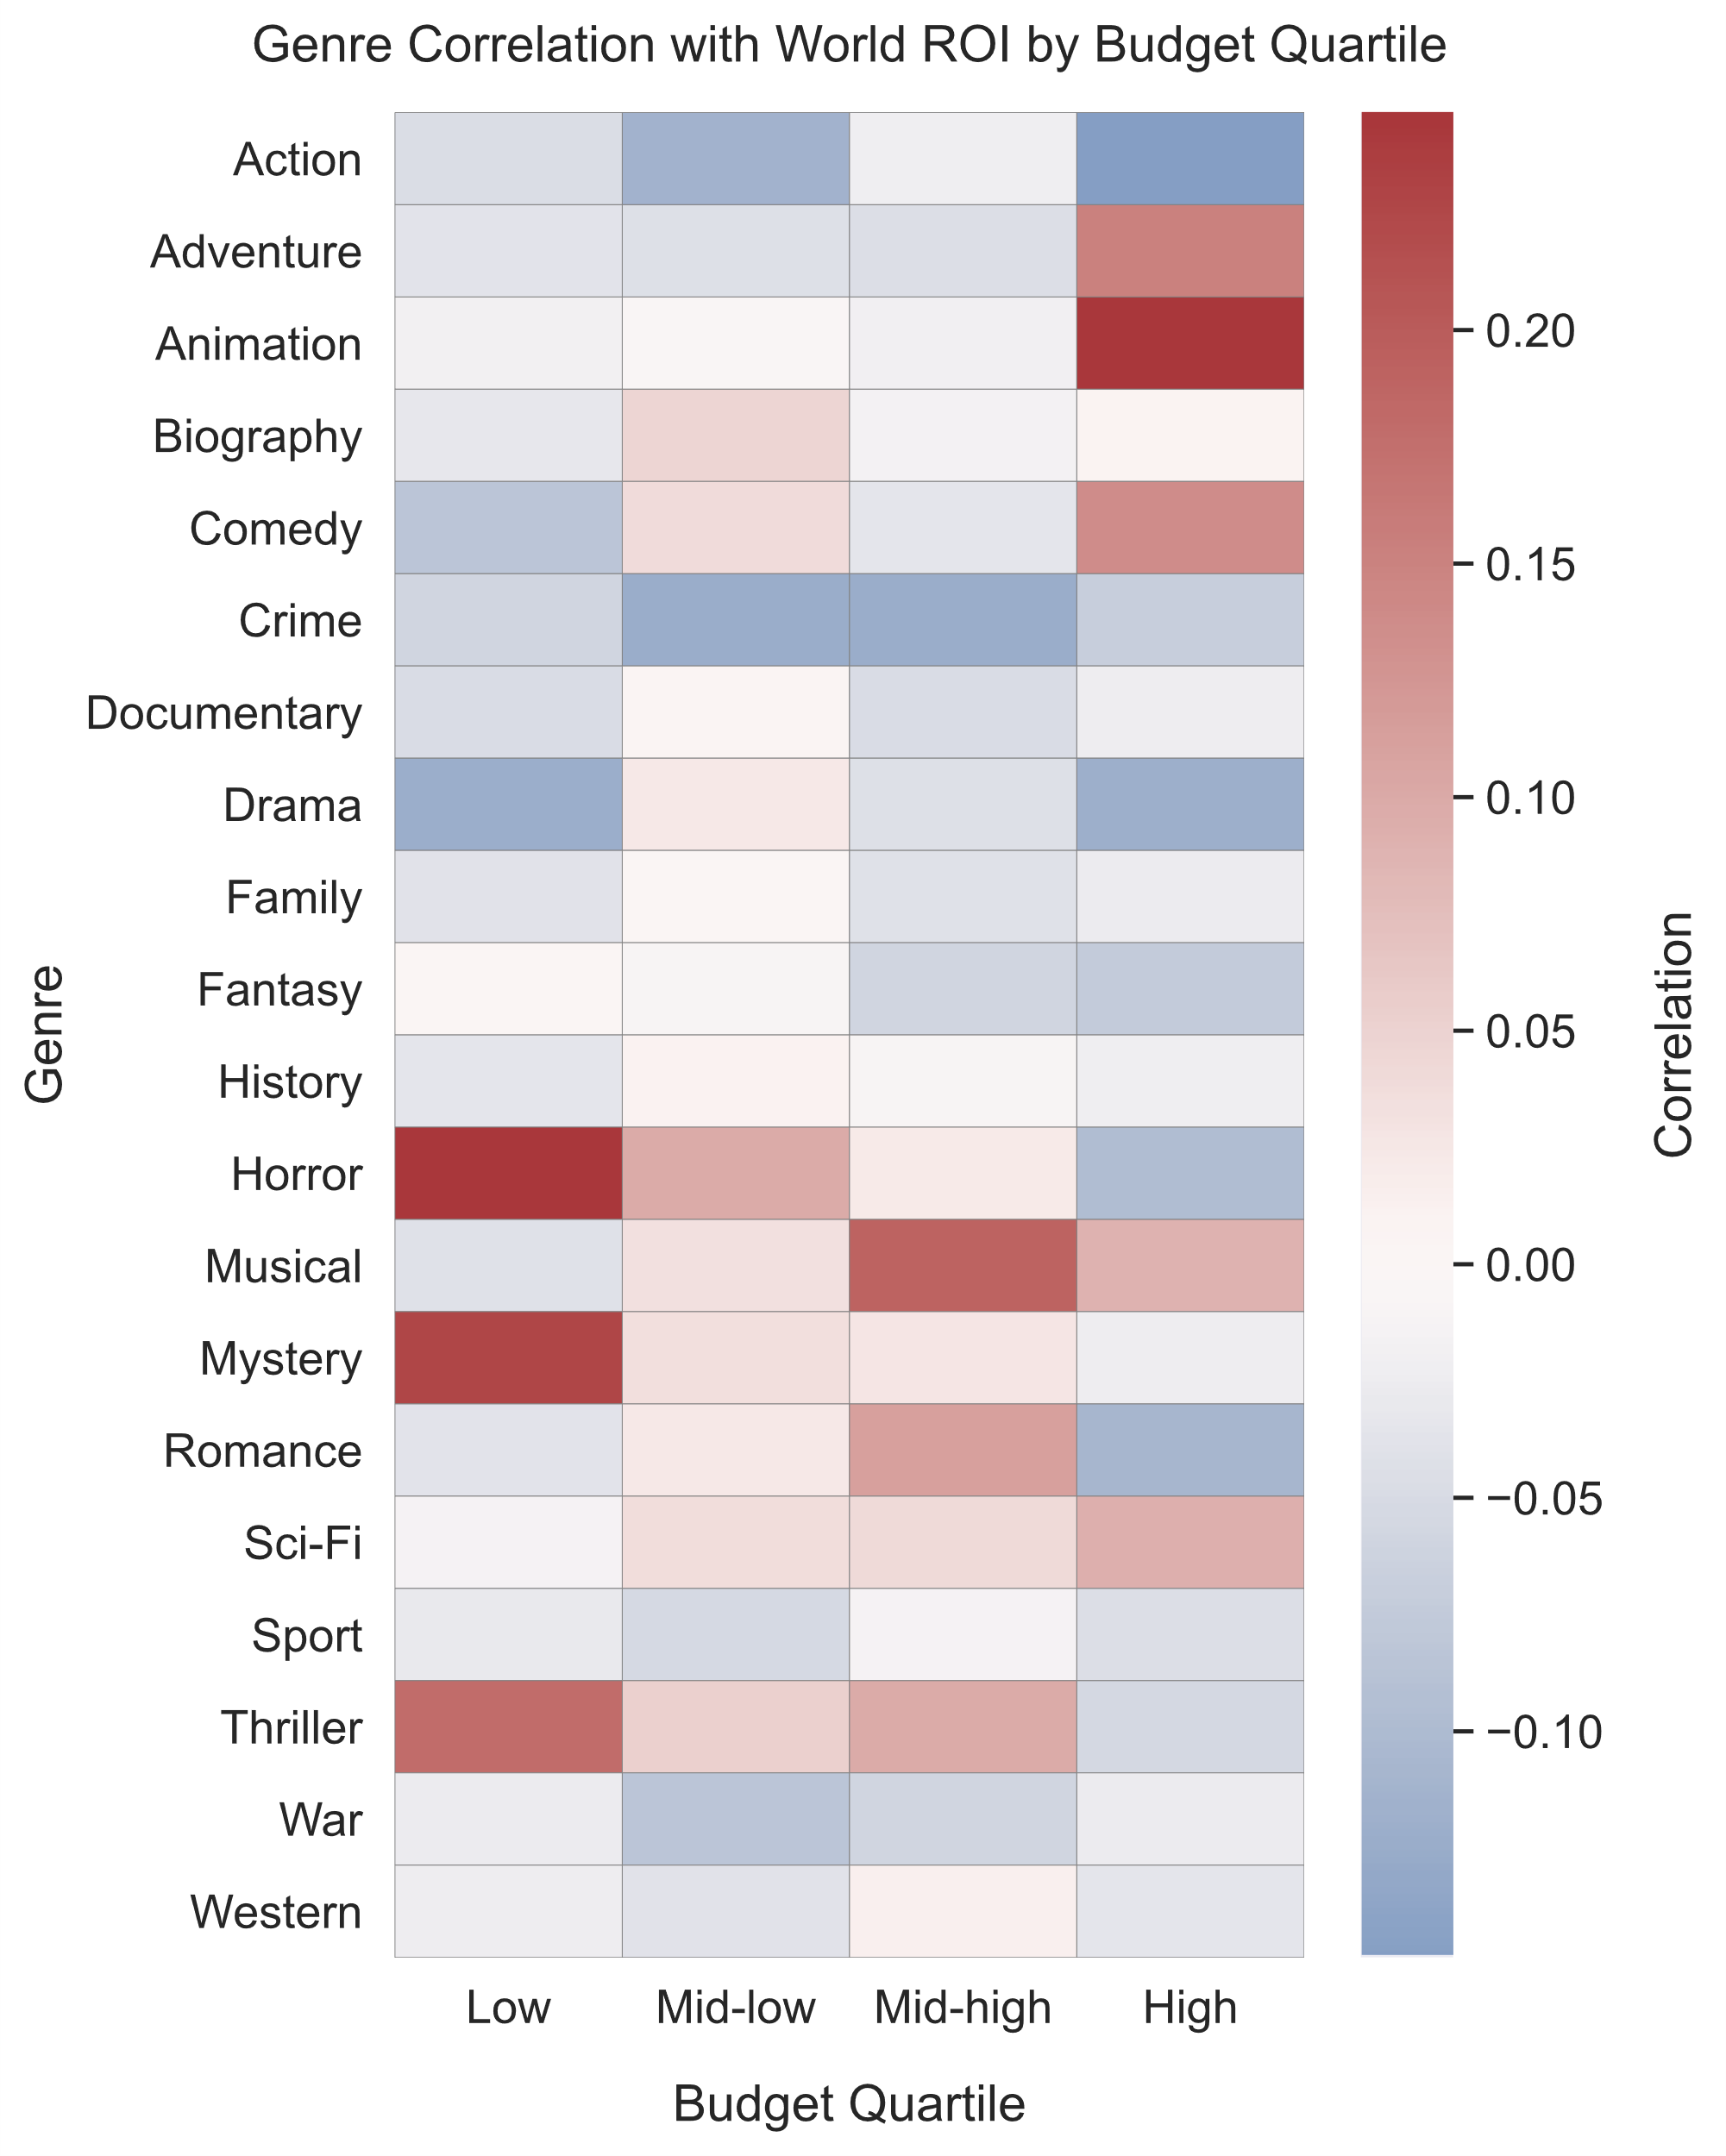 Genre Correlation with World ROI by Budget Quartile
Genre
Action
Adventure
Animation
Biography
Comedy
Crime
Documentary
Drama
Family
Fantasy
History
Horror
Musical
Mystery
Romance
Sci-Fi
Sport
Thriller
War
Western
Low Mid-low Mid-high High
Budget Quartile
0.20
0.15
0.10
0.05
0.00
−0.05
−0.10
Correlation